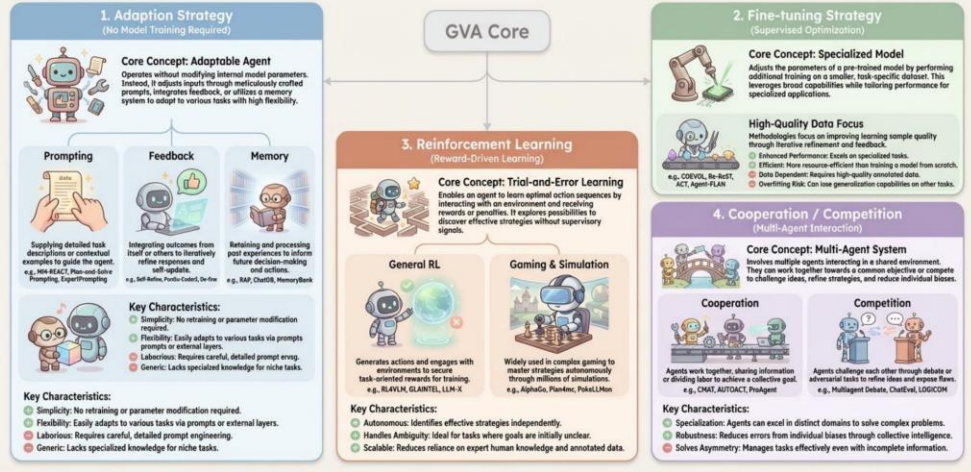 GVA Core
1. Adaption Strategy
(No Model Training Required)
Core Concept: Adaptable Agent
Operates without modifying internal model parameters.
Instead, it adjusts inputs through meticulously crafted
prompts, integrates feedback, or utilizes a memory
system to adapt to various tasks with high flexibility.
Prompting
DATA
Supplying detailed task
descriptions or contextual
examples to guide the agent.
e.g., MM-REACT, Plan-and-Solve
Prompting, ExpertPrompting
Feedback
Integrating outcomes from
itself or others to iteratively
refine responses and
self-update.
e.g., Self-Refine,
Memory
Retaining and processing
past experiences to inform
future decision-making
and actions.
e.g., RAP, ChatDB, MemoryBank
Key Characteristics:
Simplicity: No retraining or parameter modification
required.
Flexibility: Easily adapts to various tasks via prompts
prompts or external layers.
Laborious: Requires careful, detailed prompt
Generic: Lacks specialized knowledge for niche tasks.
Key Characteristics:
Simplicity: No retraining or parameter modification required.
Flexibility: Easily adapts to various tasks via prompts or external layers.
Laborious: Requires careful, detailed prompt engineering.
Generic: Lacks specialized knowledge for niche tasks.
2. Fine-tuning Strategy
(Supervised Optimization)
Core Concept: Specialized Model
Adjusts the parameters of a pre-trained model by performing
additional training on a smaller, task-specific dataset. This
leverages broad capabilities while tailoring performance for
specialized applications.
High-Quality Data Focus
Methodologies focus on improving learning sample quality
through iterative refinement and feedback.
e.g., COEVOL, Re-ReST,
ACT, Agent-FLAN
Enhanced Performance: Excels on specialized tasks.
Efficient: More resource-efficient than training a model from scratch.
Data Dependent: Requires high-quality annotated data.
Overfitting Risk: Can lose generalization capabilities on other tasks.
3. Reinforcement Learning
(Reward-Driven Learning)
Core Concept: Trial-and-Error Learning
Enables an agent to learn optimal action sequences by
interacting with an environment and receiving
rewards or penalties. It explores possibilities to
discover effective strategies without supervisory
signals.
General RL
Generates actions and engages with
environments to secure
task-oriented rewards for training.
e.g., RL4VLM, GLAINTEL, LLM-X
Gaming & Simulation
Widely used in complex gaming to
master strategies autonomously
through millions of simulations.
e.g., AlphaGo, Plan4mc, PokeLLMon
Key Characteristics:
Autonomous: Identifies effective strategies independently.
Handles Ambiguity: Ideal for tasks where goals are initially unclear.
Scalable: Reduces reliance on expert human knowledge and annotated data.
4. Cooperation / Competition
(Multi-Agent Interaction)
Core Concept: Multi-Agent System
Involves multiple agents interacting in a shared environment.
They can work together towards a common objective or compete
to challenge ideas, refine strategies, and reduce individual biases.
Cooperation
Agents work together, sharing information
or dividing labor to achieve a collective goal.
e.g., CMAT, AUTOACT, ProAgent
Competition
Agents challenge each other through debate or
adversarial tasks to refine ideas and expose flaws.
e.g., Multiagent Debate, ChatEval, LOGICOM
Key Characteristics:
Specialization: Agents can excel in distinct domains to solve complex problems.
Robustness: Reduces errors from individual biases through collective intelligence.
Solves Asymmetry: Manages tasks effectively even with incomplete information.